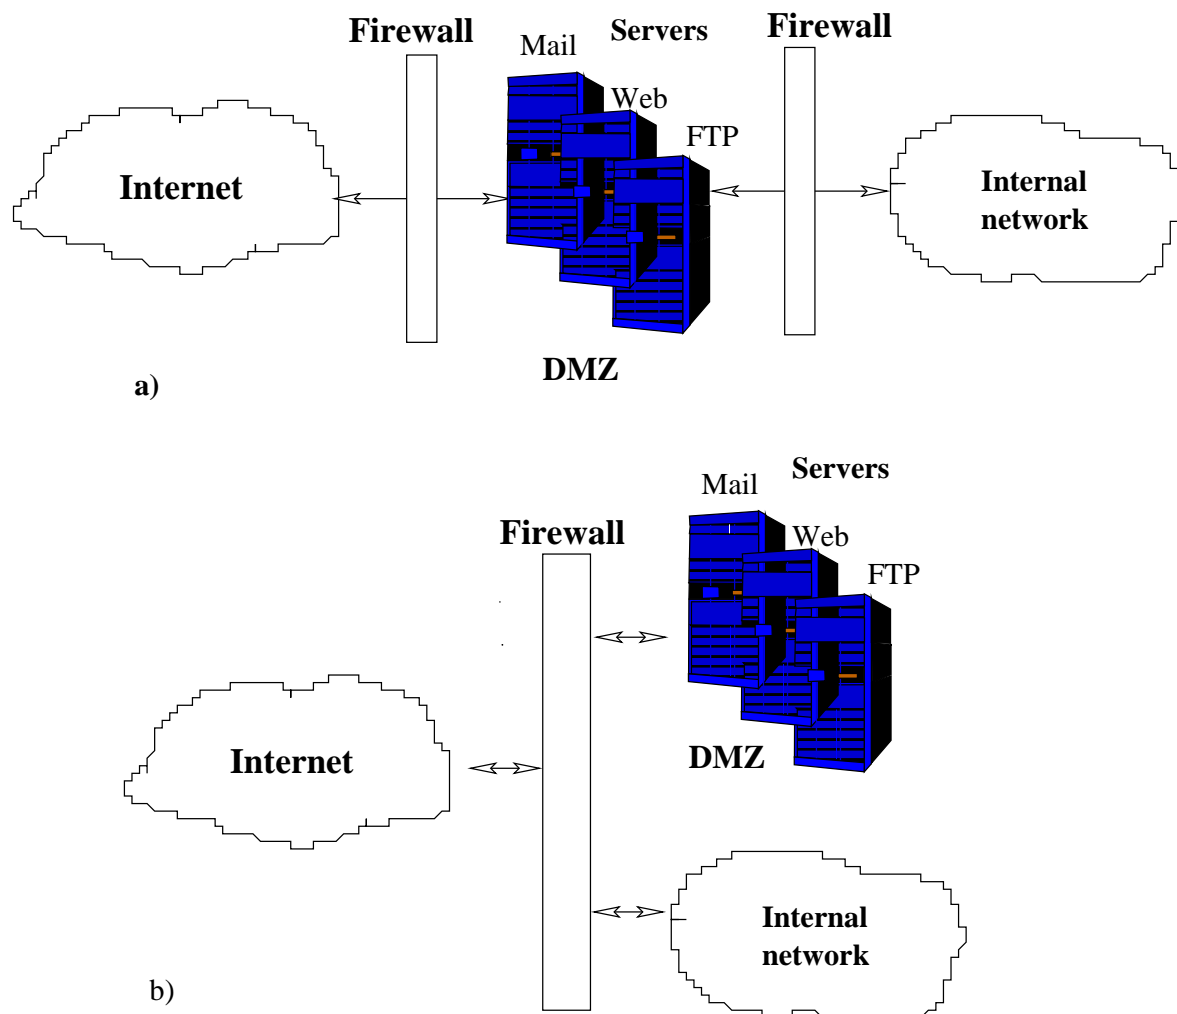 Firewall
Servers
Firewall
Mail
Web
FTP
Internet
Internal
network
DMZ
a)
Servers
Mail
Firewall
Web
FTP
DMZ
Internet
Internal
network
b)